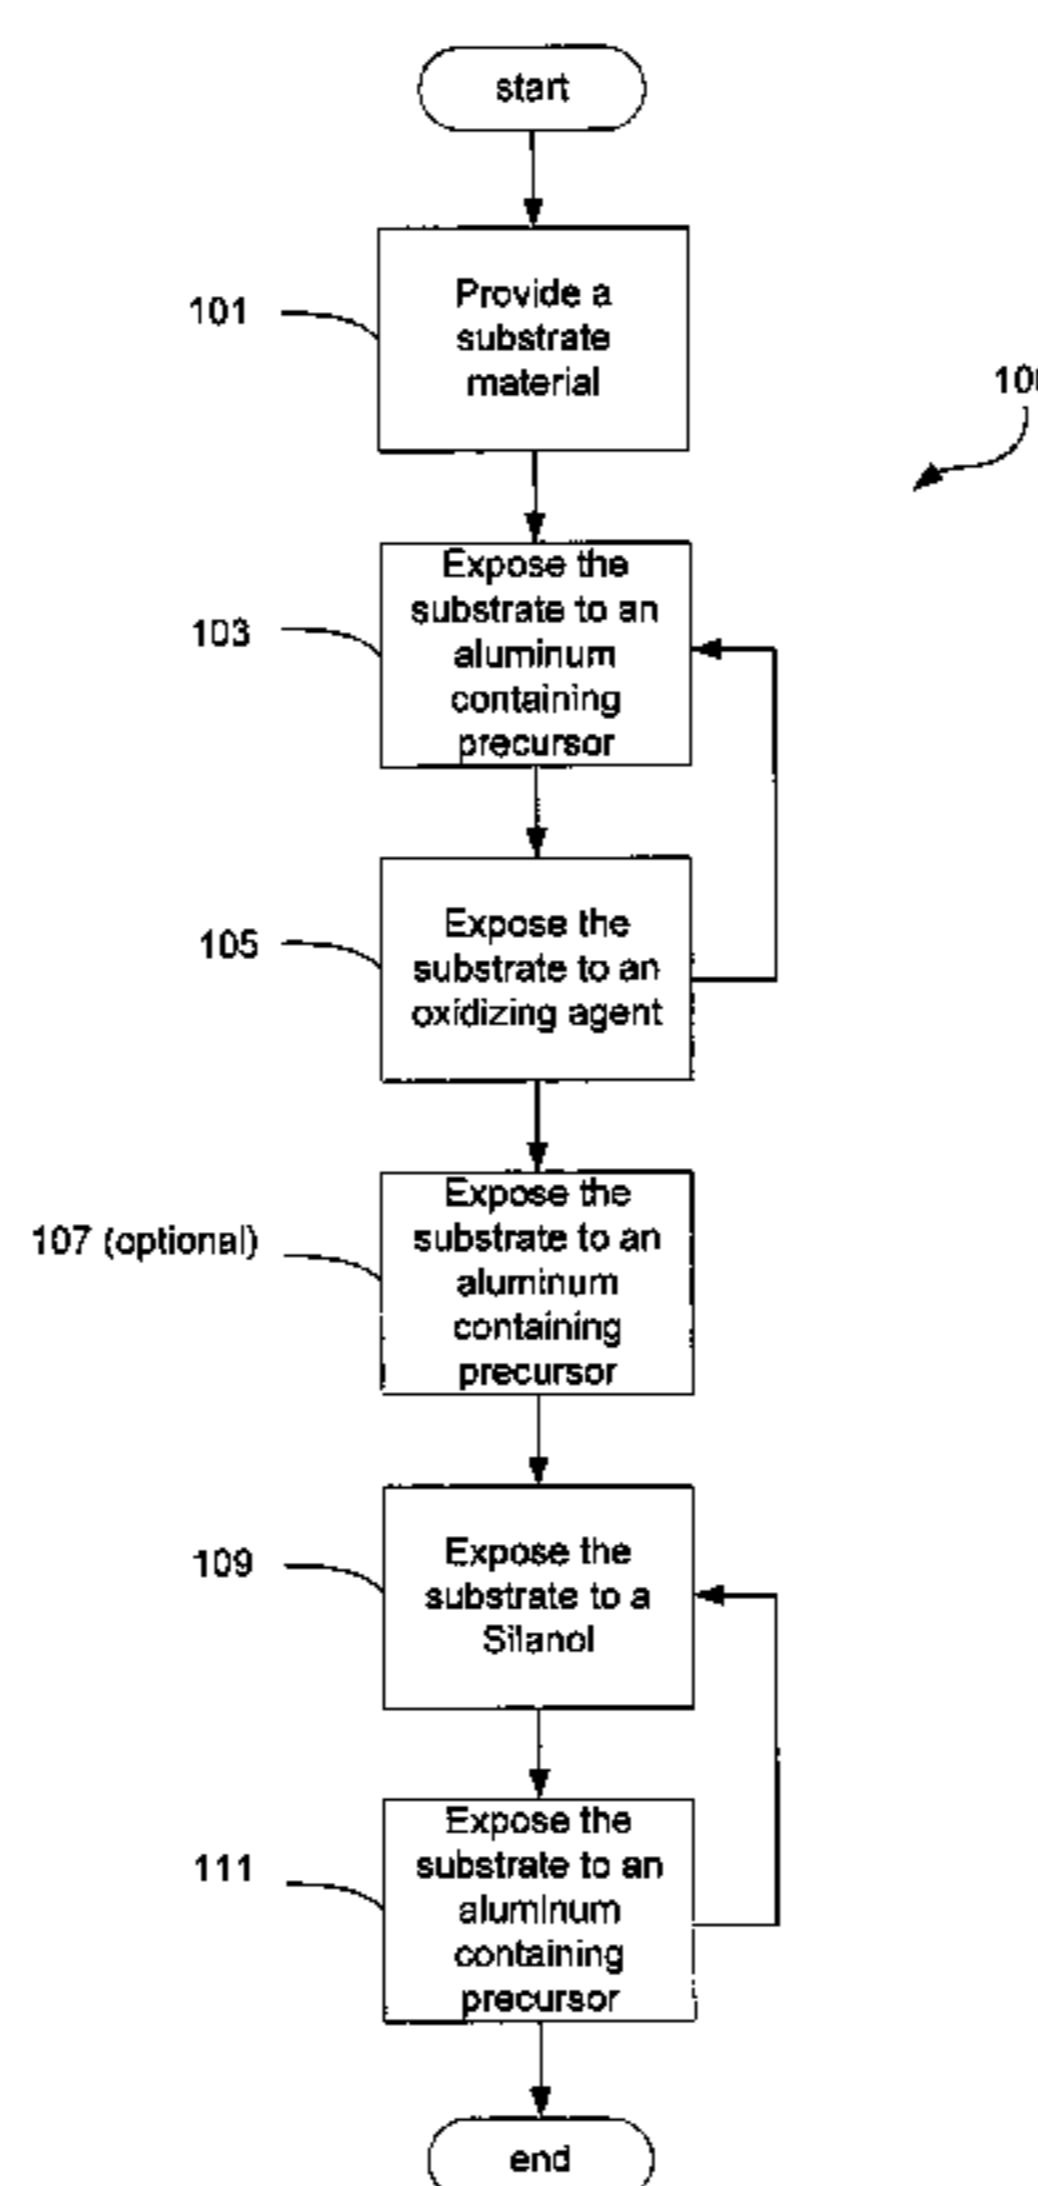 start
101
Provide a
substrate
material
10
103
Expose the
substrate to an
aluminum
containing
precursor
105
Expose the
substrate to an
oxidizing agent
107 (optional)
Expose the
substrate to an
aluminum
containing
precursor
109
Expose the
substrate to a
Silanol
111
Expose the
substrate to an
aluminum
containing
precursor
end